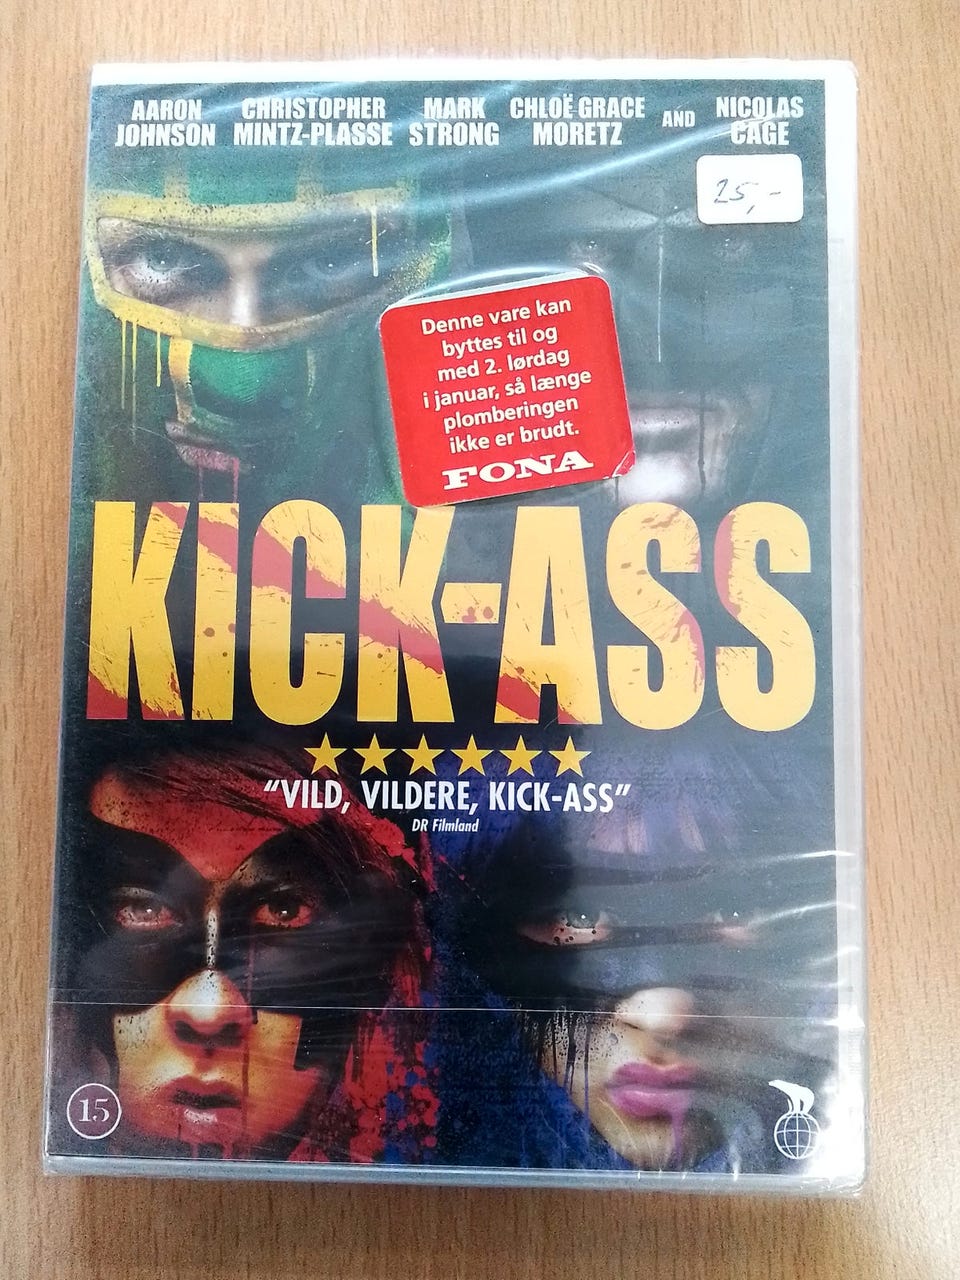 AARON JOHNSON
CHRISTOPHER MINTZ-PLASSE
MARK STRONG
CHLOË GRACE MORETZ
AND
NICOLAS CAGE
25,-
Denne vare kan
byttes til og
med 2. lørdag
i januar, så længe
plomberingen
ikke er brudt.
FONA
KICK-ASS
"VILD, VILDERE, KICK-ASS"
DR Filmland
15